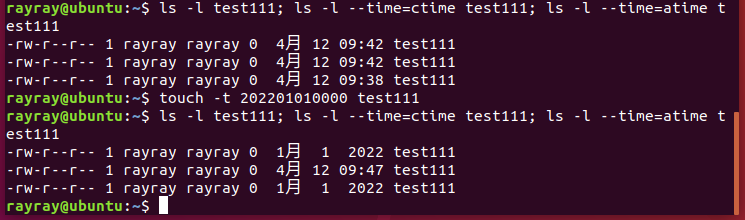 rayray@ubuntu:~$ ls -l test111; ls -l --time=ctime test111; ls -l --time=atime t
est111
-rw-r--r-- 1 rayray rayray 0  4月  12 09:42 test111
-rw-r--r-- 1 rayray rayray 0  4月  12 09:42 test111
-rw-r--r-- 1 rayray rayray 0  4月  12 09:38 test111
rayray@ubuntu:~$ touch -t 202201010000 test111
rayray@ubuntu:~$ ls -l test111; ls -l --time=ctime test111; ls -l --time=atime t
est111
-rw-r--r-- 1 rayray rayray 0  1月   1  2022 test111
-rw-r--r-- 1 rayray rayray 0  4月  12 09:47 test111
-rw-r--r-- 1 rayray rayray 0  1月   1  2022 test111
rayray@ubuntu:~$